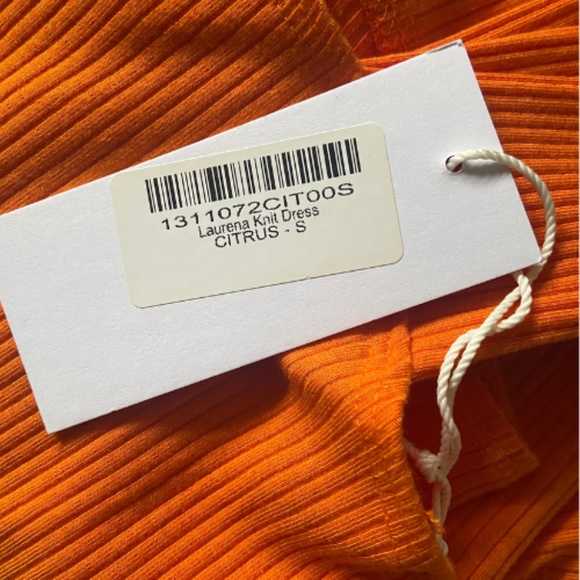 1311072CIT00S
Laurena Knit Dress
CITRUS - S